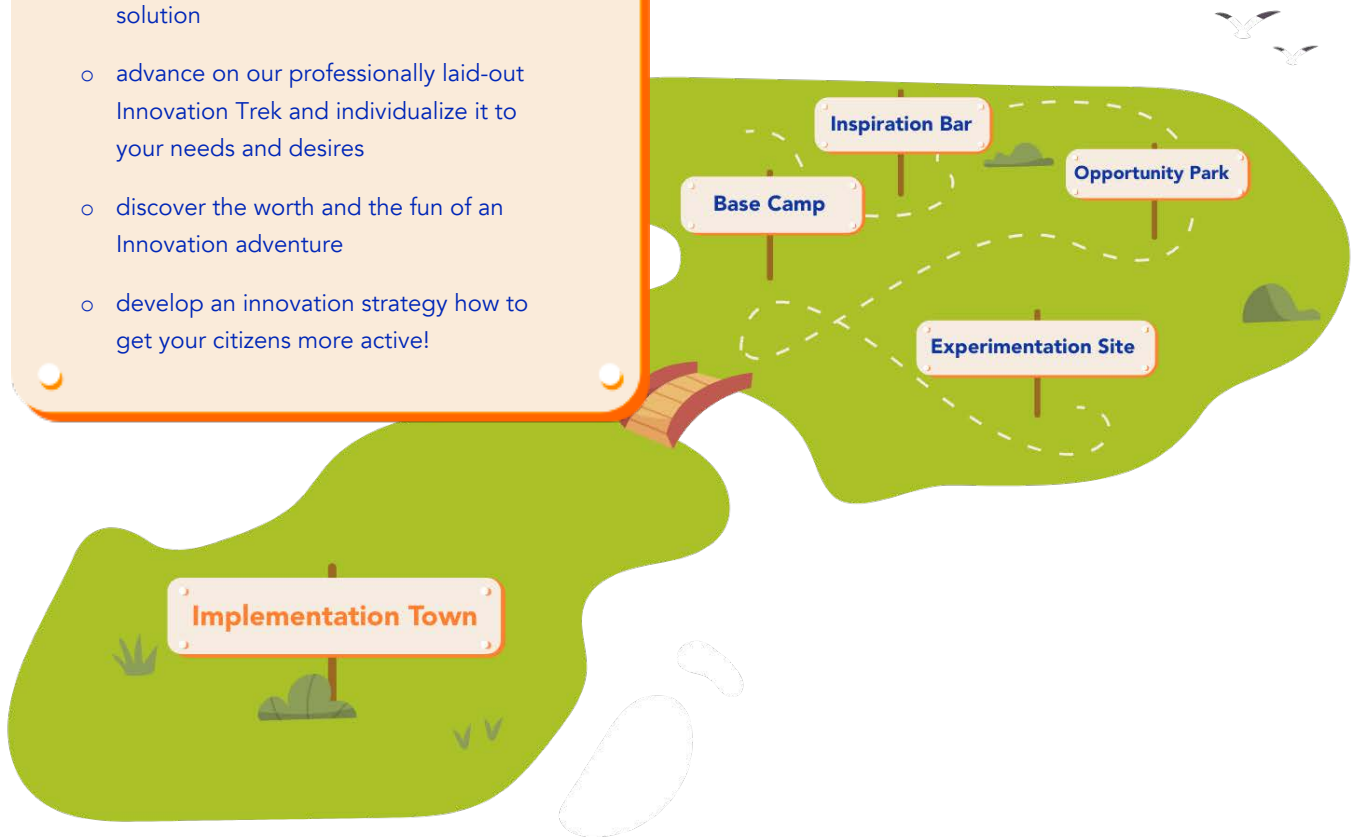 solution
o advance on our professionally laid-out
Innovation Trek and individualize it to
your needs and desires
o discover the worth and the fun of an
Innovation adventure
o develop an innovation strategy how to
get your citizens more active!
Inspiration Bar
Opportunity Park
Base Camp
Experimentation Site
Implementation Town